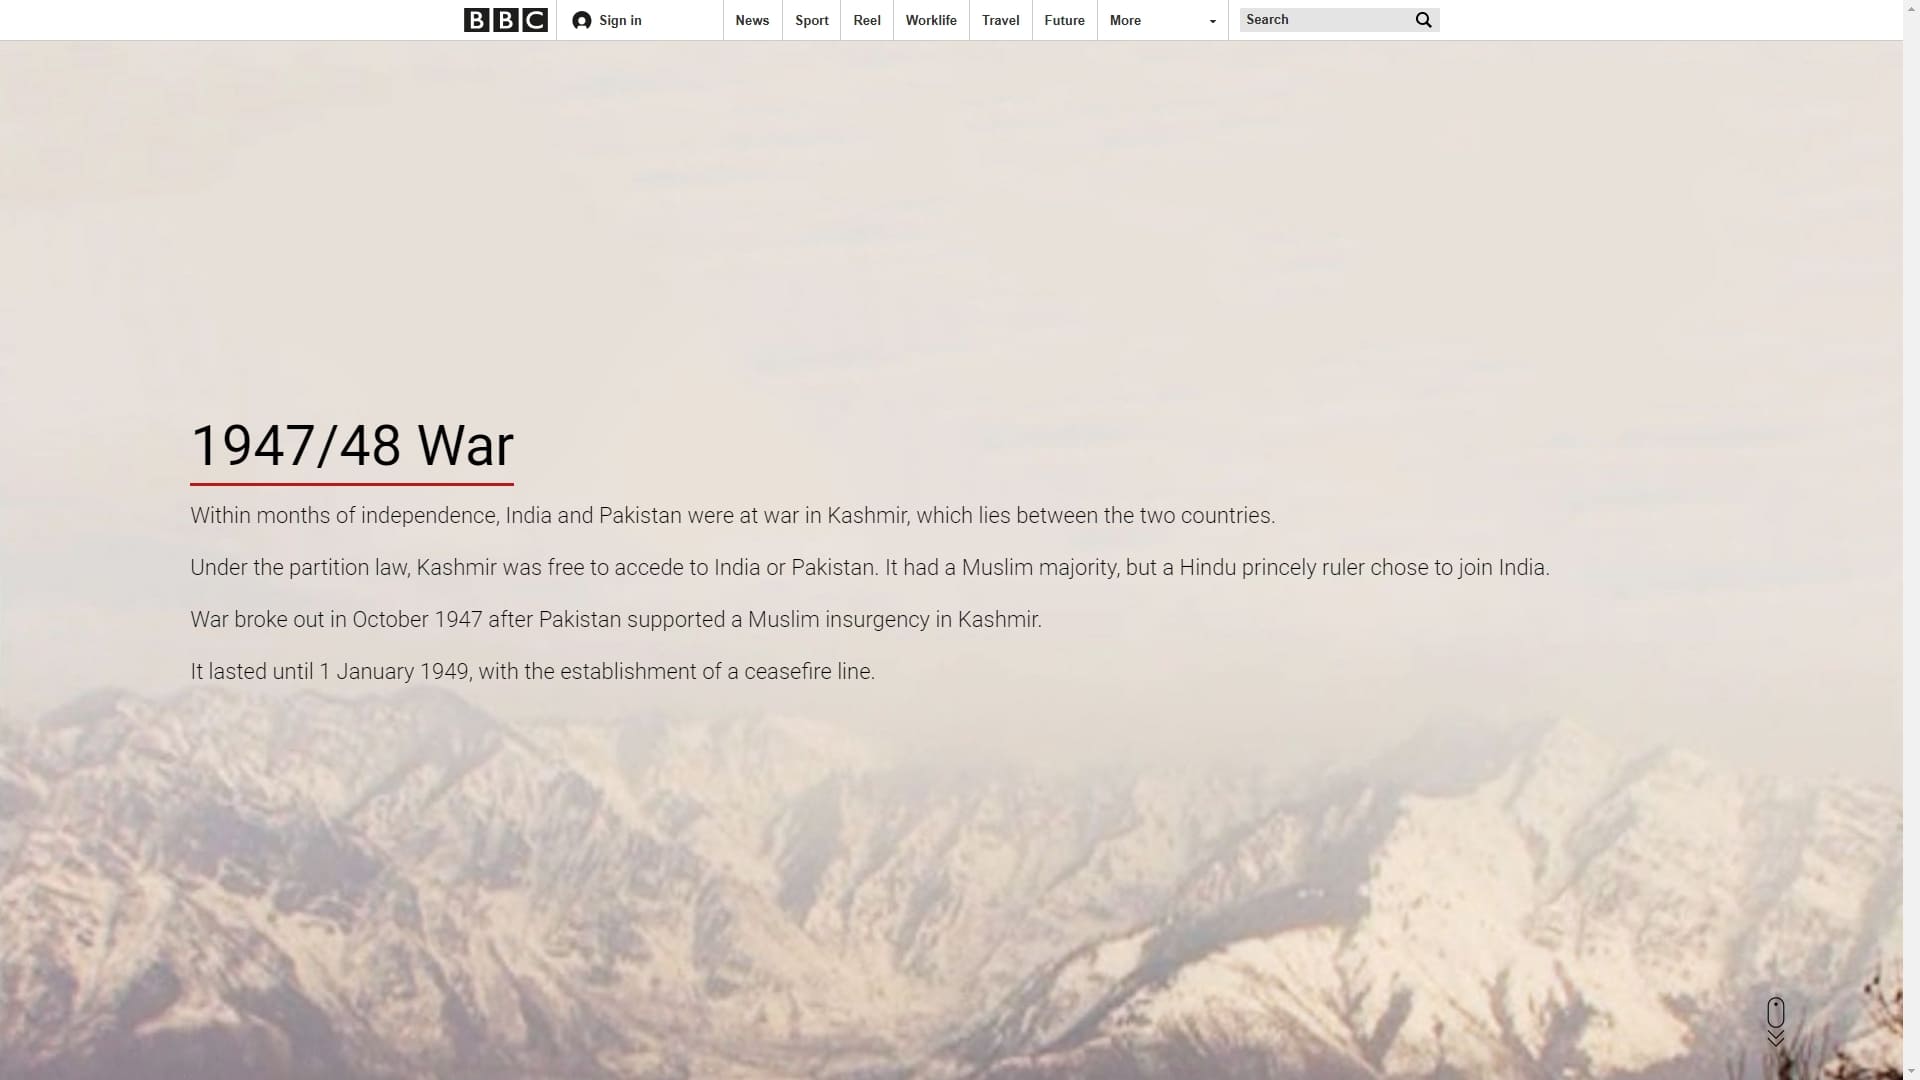 BBC Sign in News Sport Reel Worklife Travel Future More Search
1947/48 War
Within months of independence, India and Pakistan were at war in Kashmir, which lies between the two countries.
Under the partition law, Kashmir was free to accede to India or Pakistan. It had a Muslim majority, but a Hindu princely ruler chose to join India.
War broke out in October 1947 after Pakistan supported a Muslim insurgency in Kashmir.
It lasted until 1 January 1949, with the establishment of a ceasefire line.